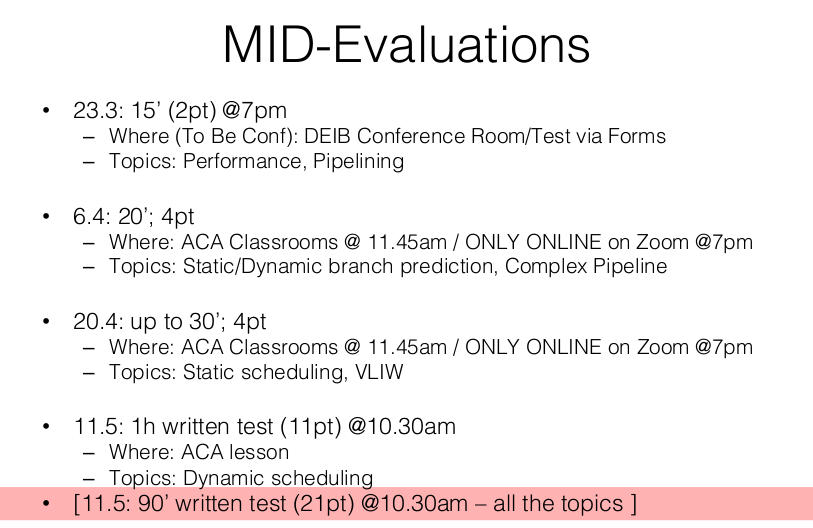 MID-Evaluations
• 23.3: 15’ (2pt) @7pm
– Where (To Be Conf): DEIB Conference Room/Test via Forms
– Topics: Performance, Pipelining
• 6.4: 20’; 4pt
– Where: ACA Classrooms @ 11.45am / ONLY ONLINE on Zoom @7pm
– Topics: Static/Dynamic branch prediction, Complex Pipeline
• 20.4: up to 30’; 4pt
– Where: ACA Classrooms @ 11.45am / ONLY ONLINE on Zoom @7pm
– Topics: Static scheduling, VLIW
• 11.5: 1h written test (11pt) @10.30am
– Where: ACA lesson
– Topics: Dynamic scheduling
• [11.5: 90’ written test (21pt) @10.30am – all the topics ]